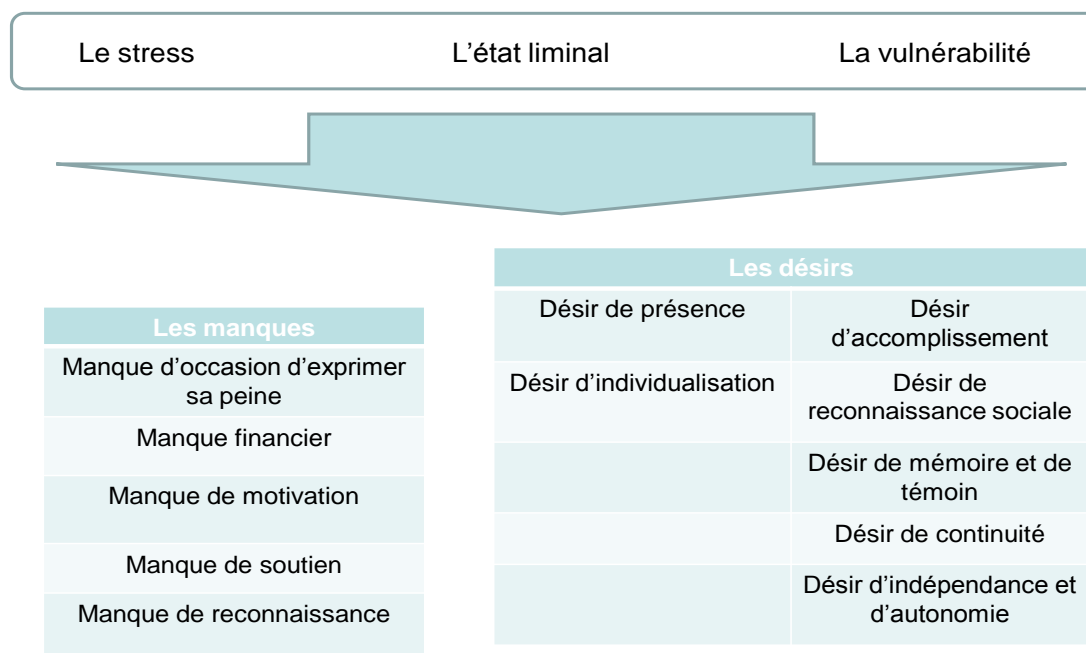 Le stress
L'état liminal
La vulnérabilité
Les manques
Manque d'occasion d'exprimer
sa peine
Manque financier
Manque de motivation
Manque de soutien
Manque de reconnaissance
Les désirs
Désir de présence
Désir
d'accomplissement
Désir d'individualisation
Désir de
reconnaissance sociale
Désir de mémoire et de
témoin
Désir de continuité
Désir d'indépendance et
d'autonomie